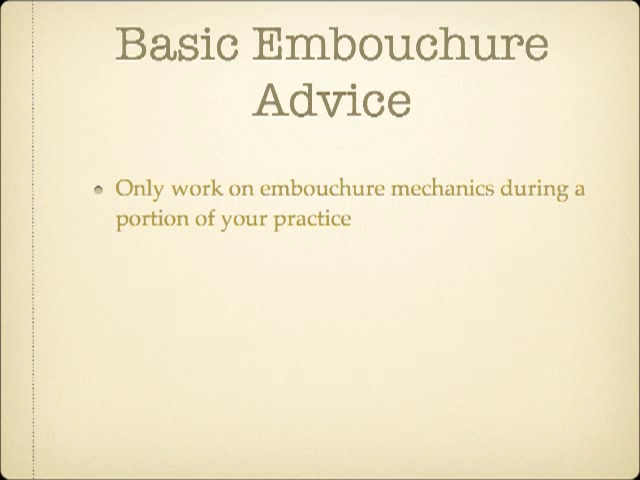 Basic Embouchure
Advice
Only work on embouchure mechanics during a
portion of your practice